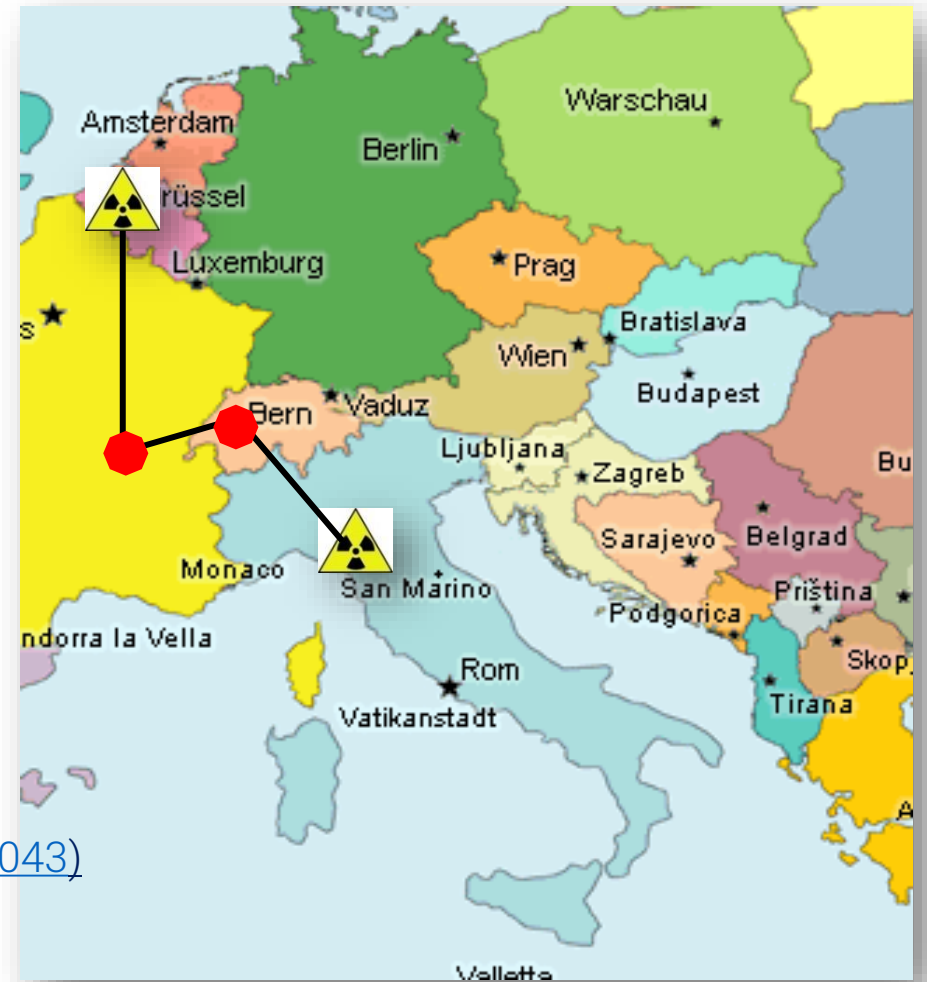 Warschau
Amsterdam
Berlin
rüssel
Luxemburg
Prag
s
Bratislava
Wien
Budapest
Bern
Vaduz
Ljubljana
Zagreb
Bu
Sarajevo
Belgrad
Monaco
San Marino
Priština
Podgorica
ndorra la Vella
Skop
Rom
Tirana
Vatikanstadt
A
043)
Valletta